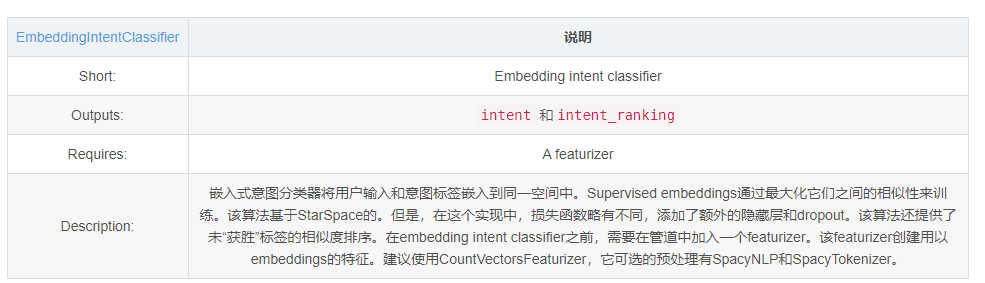 EmbeddingIntentClassifier 说明
Short: Embedding intent classifier
Outputs: intent 和 intent_ranking
Requires: A featurizer
Description: 嵌入式意图分类器将用户输入和意图标签嵌入到同一空间中。Supervised embeddings通过最大化它们之间的相似性来训
练。该算法基于StarSpace的。但是，在这个实现中，损失函数略有不同，添加了额外的隐藏层和dropout。该算法还提供了
未“获胜”标签的相似度排序。在embedding intent classifier之前，需要在管道中加入一个featurizer。该featurizer创建用以
embeddings的特征。建议使用CountVectorsFeaturizer，它可选的预处理有SpacyNLP和SpacyTokenizer。